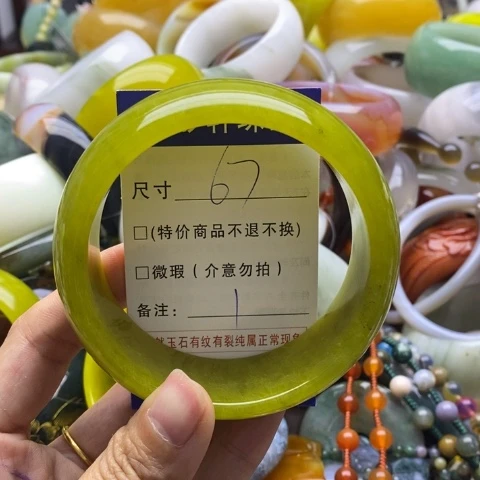 尺寸 67
□(特价商品不退不换)
□微瑕(介意勿拍)
备注: 1
玉石有纹有裂纯属正常现